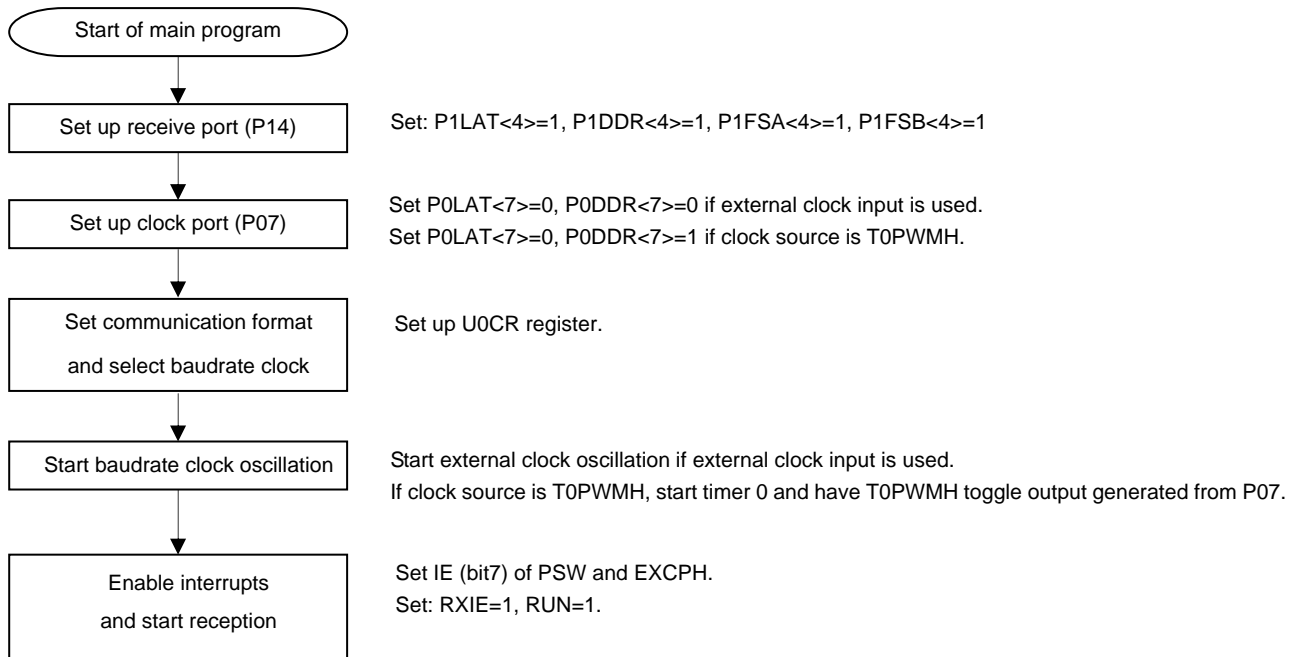 Start of main program
Set up receive port (P14)
Set: P1LAT<4>=1, P1DDR<4>=1, P1FSA<4>=1, P1FSB<4>=1
Set up clock port (P07)
Set P0LAT<7>=0, P0DDR<7>=0 if external clock input is used.
Set P0LAT<7>=0, P0DDR<7>=1 if clock source is T0PWMH.
Set communication format
and select baudrate clock
Set up U0CR register.
Start baudrate clock oscillation
Start external clock oscillation if external clock input is used.
If clock source is T0PWMH, start timer 0 and have T0PWMH toggle output generated from P07.
Enable interrupts
and start reception
Set IE (bit7) of PSW and EXCPH.
Set: RXIE=1, RUN=1.